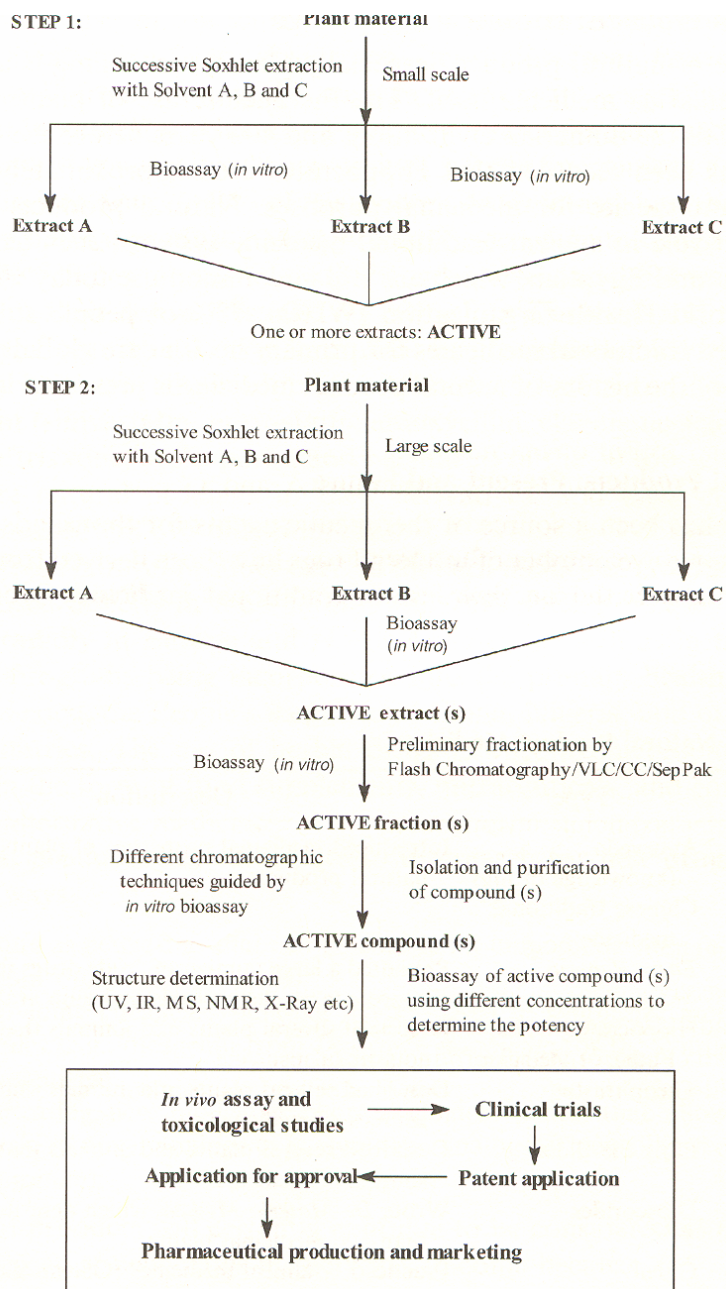 STEP 1:
Plant material
Successive Soxhlet extraction
with Solvent A, B and C
Small scale
Bioassay (in vitro)
Bioassay (in vitro)
Extract A
Extract B
Extract C
One or more extracts: ACTIVE
STEP 2:
Plant material
Successive Soxhlet extraction
with Solvent A, B and C
Large scale
Extract A
Extract B
Extract C
Bioassay
(in vitro)
ACTIVE extract (s)
Bioassay (in vitro)
Preliminary fractionation by
Flash Chromatography/VLC/CC/Sep Pak
ACTIVE fraction (s)
Different chromatographic
techniques guided by
in vitro bioassay
Isolation and purification
of compound (s)
ACTIVE compound (s)
Structure determination
(UV, IR, MS, NMR, X-Ray etc)
Bioassay of active compound (s)
using different concentrations to
determine the potency
In vivo assay and
toxicological studies
Clinical trials
Application for approval
Patent application
Pharmaceutical production and marketing